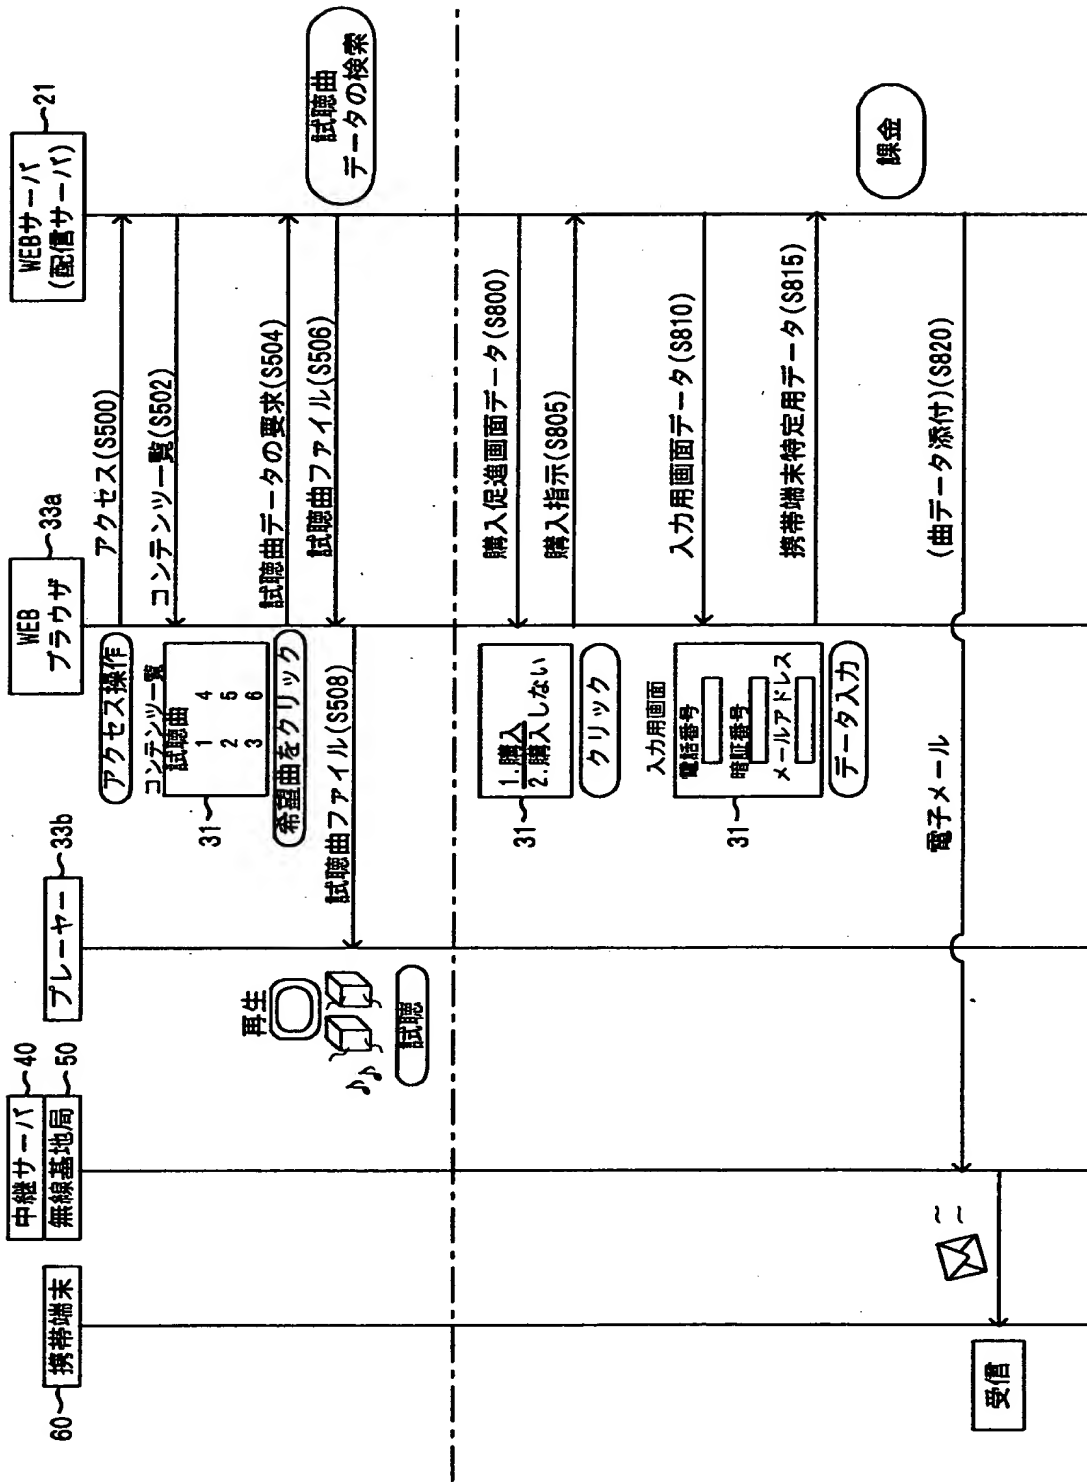 60
携帯端末
中継サーバ
40
無線基地局
50
プレーヤー
33b
WEB
ブラウザ
33a
WEBサーバ
(配信サーバ)
21
アクセス操作
アクセス(S500)
コンテンツ一覧
試聴曲
1 4
2 5
3 6
31
コンテンツ一覧(S502)
希望曲をクリック
試聴曲データの要求(S504)
試聴曲
データの検索
試聴曲ファイル(S506)
試聴曲ファイル(S508)
再生
試聴
購入促進画面データ(S800)
1.購入
2.購入しない
31
クリック
購入指示(S805)
入力用画面データ(S810)
入力用画面
電話番号
暗証番号
メールアドレス
31
データ入力
携帯端末特定用データ(S815)
課金
電子メール
(曲データ添付)(S820)
受信